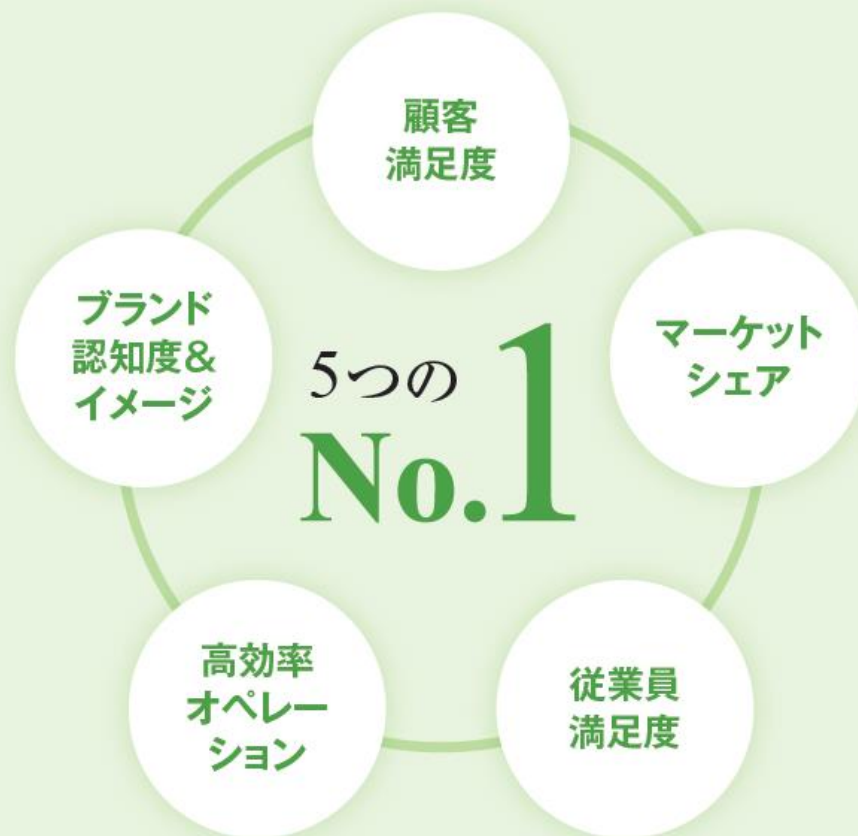 顧客
満足度
マーケット
シェア
従業員
満足度
高効率
オペレー
ション
ブランド
認知度&
イメージ
5つの
No.1